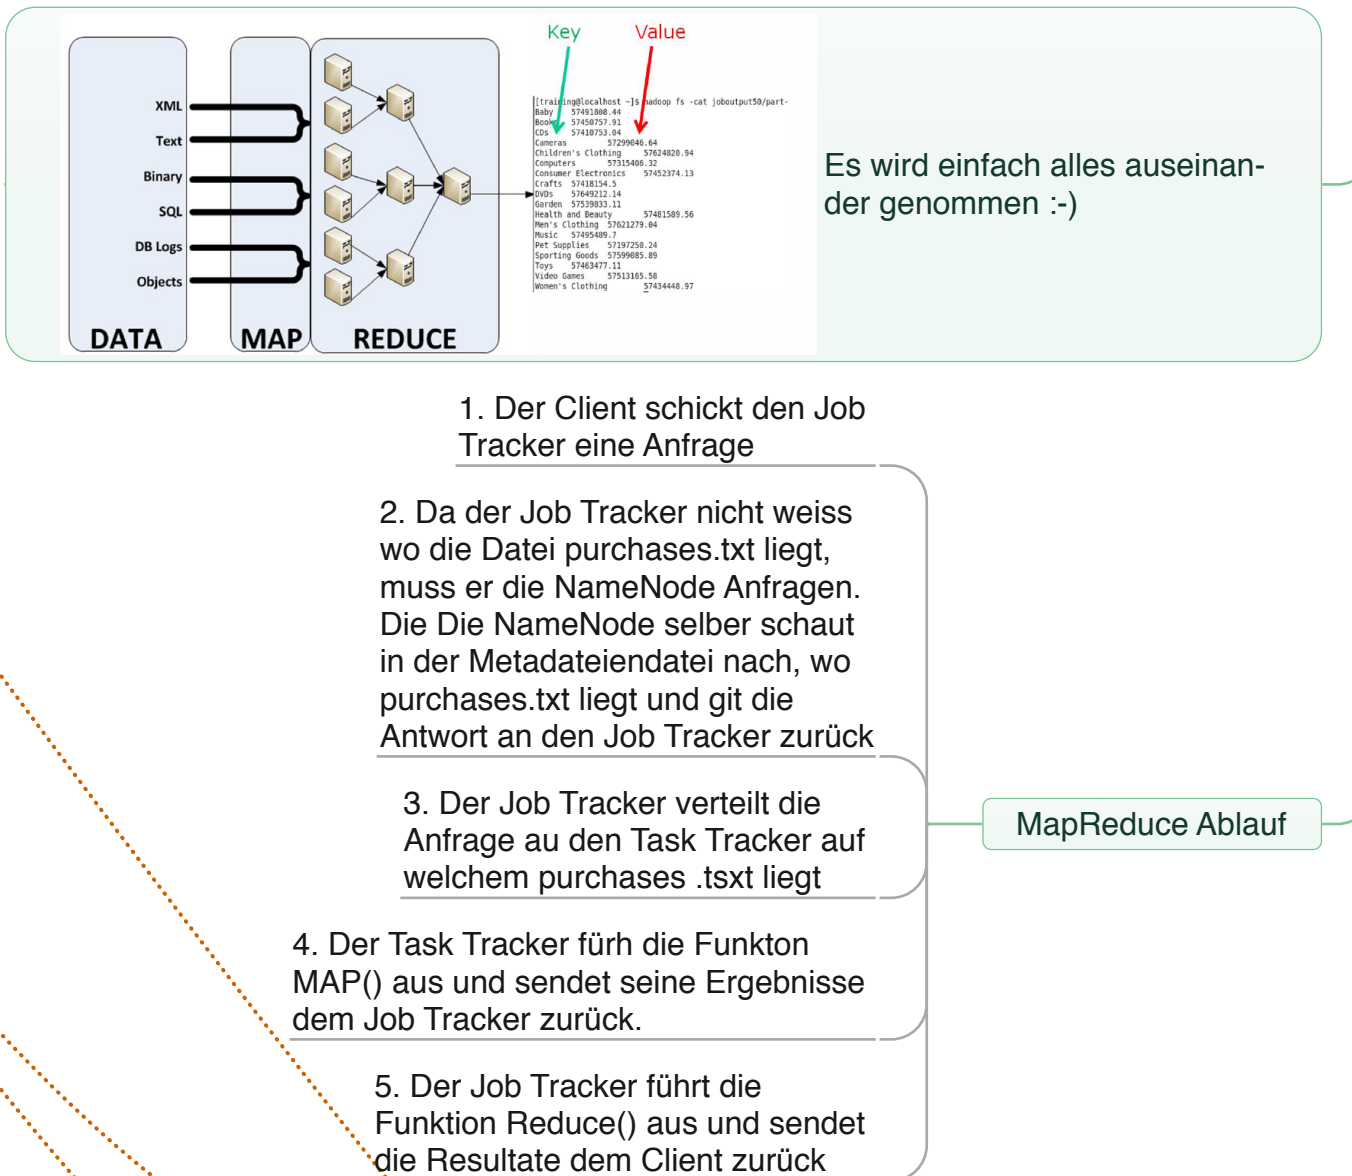 Key Value
XML
Text
Binary
SQL
DB Logs
Objects
DATA MAP REDUCE
[training@localhost ~]$ hadoop fs -cat joboutput50/part-
Baby 57491808.44
Books 57450757.91
CDs 57410753.04
Cameras 57299046.64
Children's Clothing 57624820.94
Computers 57315406.32
Consumer Electronics 57452374.13
Crafts 57418154.5
DVDs 57649212.14
Garden 57539833.11
Health and Beauty 57481589.56
Men's Clothing 57621279.04
Music 57495489.7
Pet Supplies 57197250.24
Sporting Goods 57599085.89
Toys 57463477.11
Video Games 57513165.58
Women's Clothing 57434448.97
Es wird einfach alles auseinan-
der genommen :-)
1. Der Client schickt den Job
Tracker eine Anfrage
2. Da der Job Tracker nicht weiss
wo die Datei purchases.txt liegt,
muss er die NameNode Anfragen.
Die Die NameNode selber schaut
in der Metadateiendatei nach, wo
purchases.txt liegt und git die
Antwort an den Job Tracker zurück
3. Der Job Tracker verteilt die
Anfrage au den Task Tracker auf
welchem purchases .tsxt liegt
4. Der Task Tracker fürh die Funkton
MAP() aus und sendet seine Ergebnisse
dem Job Tracker zurück.
5. Der Job Tracker führt die
Funktion Reduce() aus und sendet
die Resultate dem Client zurück
MapReduce Ablauf